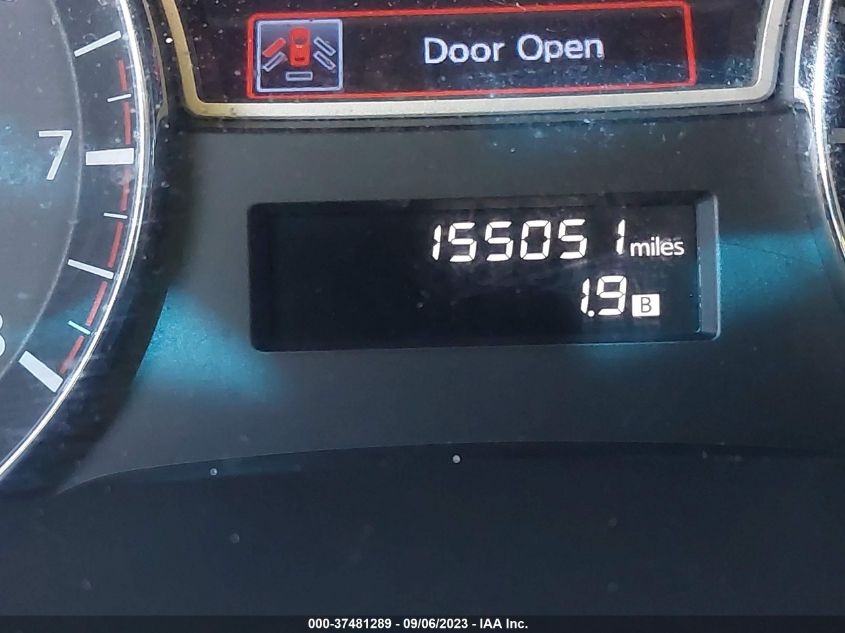 Door Open
7
155051 miles
1.9 B
000-37481289 - 09/06/2023 - IAA Inc.